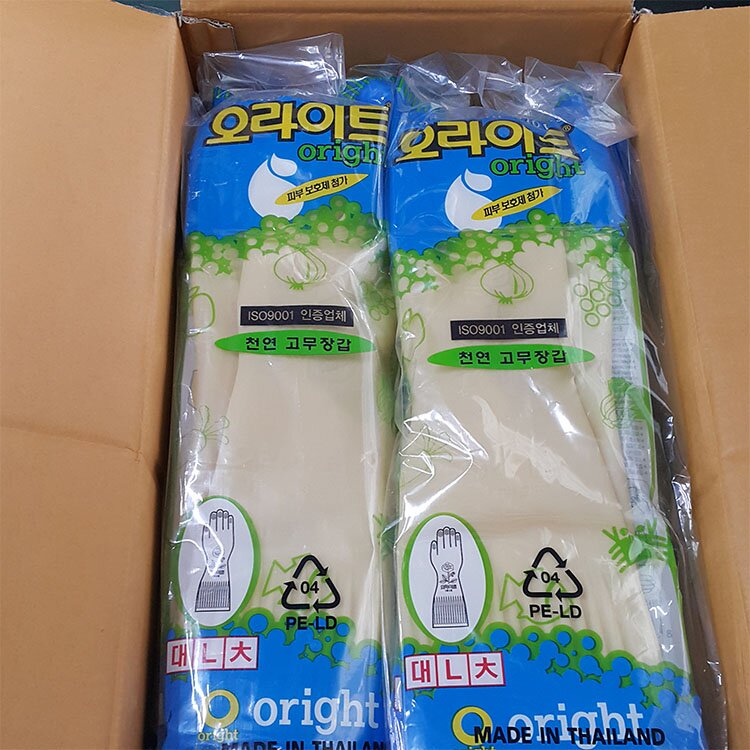 오라이트
origh
피부 보호제 첨가
ISO9001 인증업체
천연 고무장갑
04
PE-LD
대 L 大
oright
oright
MADE IN THAILAND
오라이트®
oright
피부 보호제 첨가
ISO9001 인증업체
천연 고무장갑
04
PE-LD
대 L 大
oright
MADE IN THAILAND